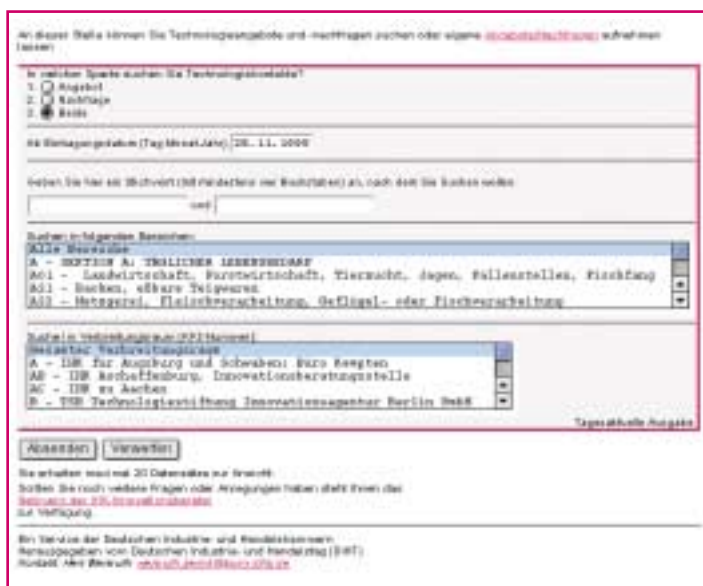 An dieser Stelle können Sie Technologieangebote und -nachfragen suchen oder eigene aufnehmen
lassen
In welcher Sparte suchen Sie Technologiekontakte?
1. Angebot
2. Nachfrage
3. Beide
Ab Eintragungsdatum (Tag.Monat.Jahr)
Geben Sie hier ein Stichwort (mit mindestens vier Buchstaben) an, nach dem Sie suchen wollen
und
Suchen in folgenden Bereichen:
Alle Bereiche
A - SEKTION A: TÄGLICHER LEBENSBEDARF
A01 - Landwirtschaft, Forstwirtschaft, Tierzucht, Jagen, Fallenstellen, Fischfang
A21 - Backen, eßbare Teigwaren
A22 - Metzgerei, Fleischverarbeitung, Geflügel- oder Fischverarbeitung
Suche in Verbreitungsraum
Gesamter Verbreitungsraum
A - IHK für Augsburg und Schwaben: Büro Kempten
AB - IHK Aschaffenburg, Innovationsberatungsstelle
AC - IHK zu Aachen
B - TSB Technologiestiftung Innovationsagentur Berlin GmbH
Tagesaktuelle Ausgabe
Absenden Verwerfen
Sie erhalten maximal 20 Datensätze zur Ansicht
Sollten Sie noch weitere Fragen oder Anregungen haben steht Ihnen das
Netzwerk der IHK-Innovationsberater
zur Verfügung
Ein Service der Deutschen Industrie- und Handelskammern
Herausgegeben vom Deutschen Industrie- und Handelstag (DIHT)
Kontakt: Herr